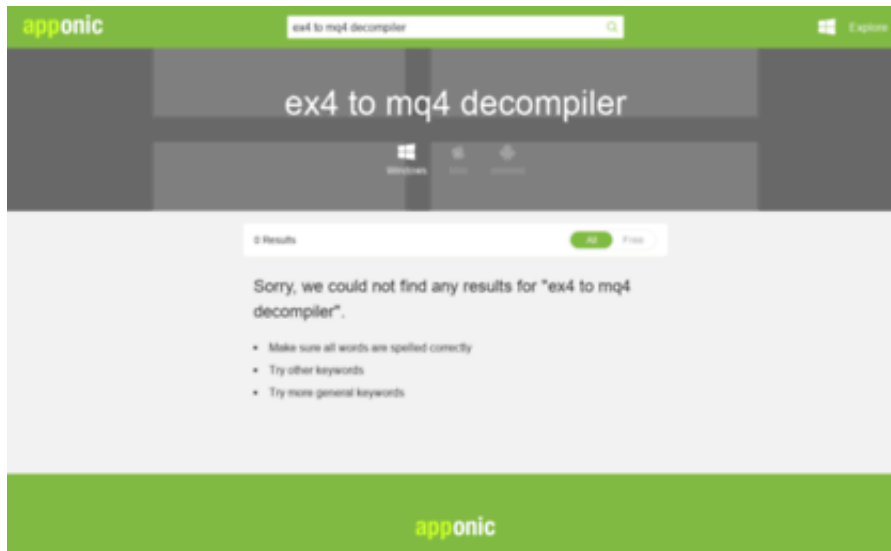 apponic
ex4 to mq4 decompiler
Explore
ex4 to mq4 decompiler
Windows
0 Results
All
Free
Sorry, we could not find any results for "ex4 to mq4
decompiler".
Make sure all words are spelled correctly
Try other keywords
Try more general keywords
apponic